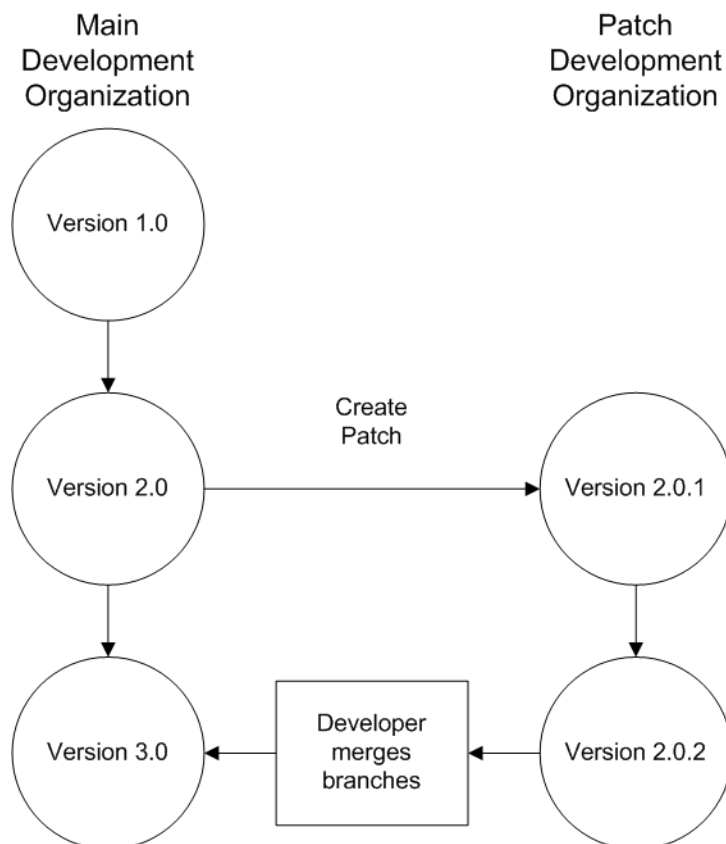 Main
Development
Organization
Patch
Development
Organization
Version 1.0
Create
Patch
Version 2.0
Version 2.0.1
Developer
merges
branches
Version 3.0
Version 2.0.2